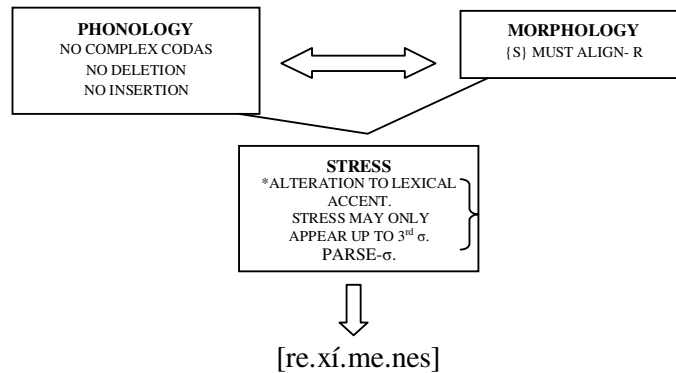 PHONOLOGY
NO COMPLEX CODAS
NO DELETION
NO INSERTION
MORPHOLOGY
{S} MUST ALIGN- R
STRESS
*ALTERATION TO LEXICAL
ACCENT.
STRESS MAY ONLY
APPEAR UP TO 3rd σ.
PARSE-σ.
[re.xí.me.nes]